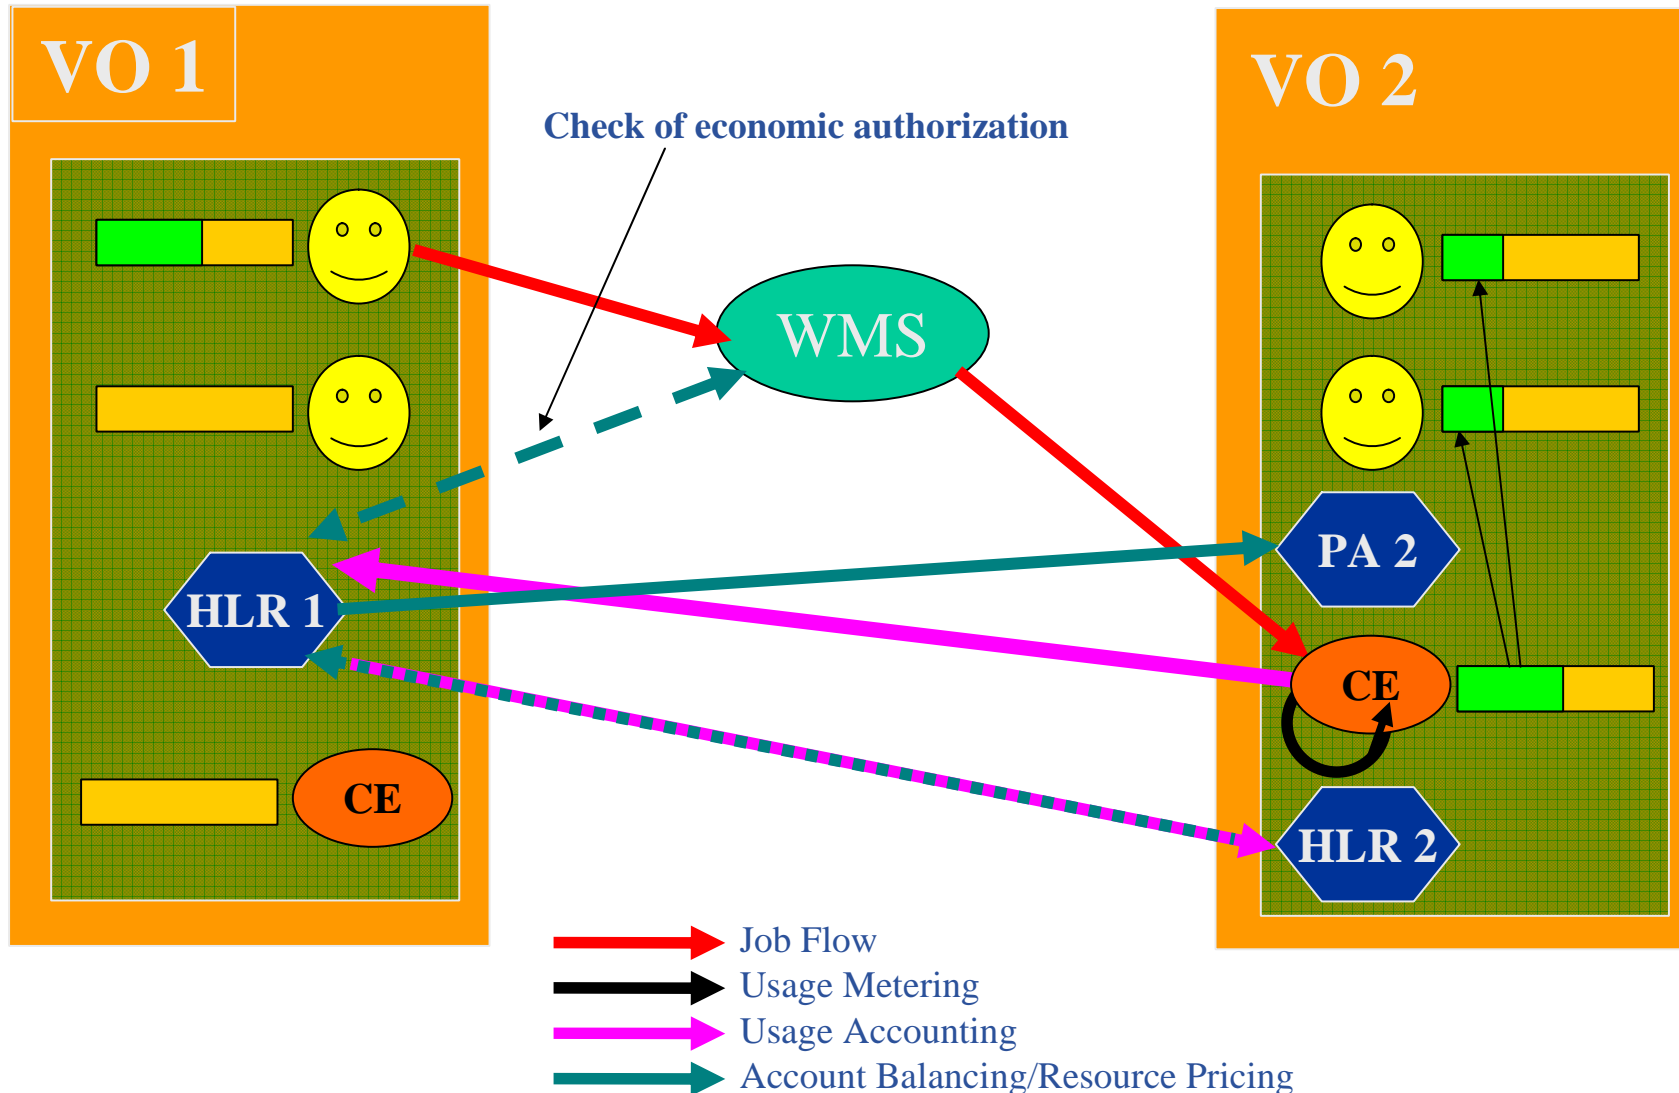 VO 1
VO 2
Check of economic authorization
WMS
PA 2
HLR 1
CE
CE
HLR 2
Job Flow
Usage Metering
Usage Accounting
Account Balancing/Resource Pricing